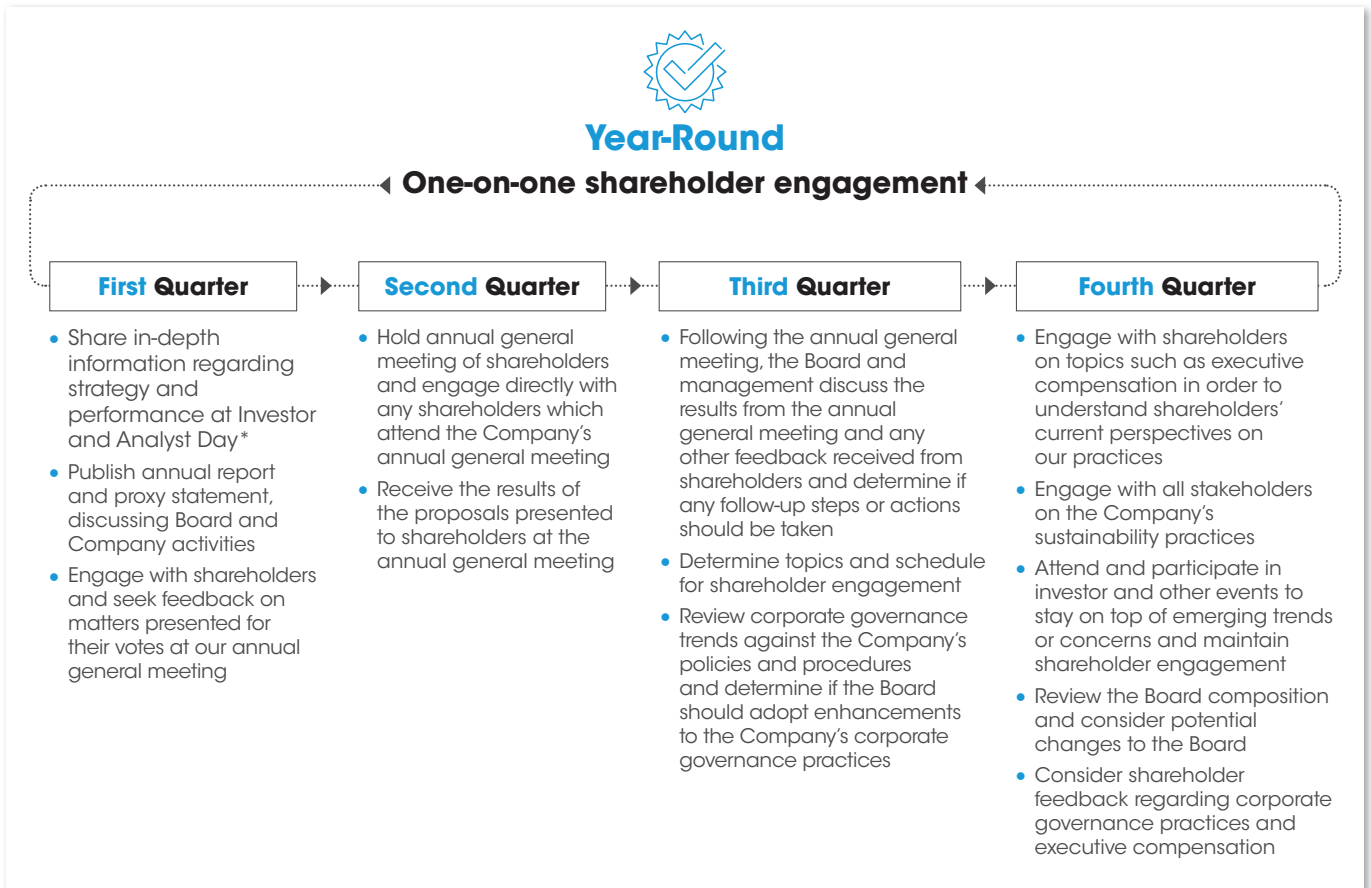 Year-Round
One-on-one shareholder engagement
First Quarter
• Share in-depth
information regarding
strategy and
performance at Investor
and Analyst Day*
• Publish annual report
and proxy statement,
discussing Board and
Company activities
• Engage with shareholders
and seek feedback on
matters presented for
their votes at our annual
general meeting
Second Quarter
• Hold annual general
meeting of shareholders
and engage directly with
any shareholders which
attend the Company's
annual general meeting
• Receive the results of
the proposals presented
to shareholders at the
annual general meeting
Third Quarter
• Following the annual general
meeting, the Board and
management discuss the
results from the annual
general meeting and any
other feedback received from
shareholders and determine if
any follow-up steps or actions
should be taken
• Determine topics and schedule
for shareholder engagement
• Review corporate governance
trends against the Company's
policies and procedures
and determine if the Board
should adopt enhancements
to the Company's corporate
governance practices
Fourth Quarter
• Engage with shareholders
on topics such as executive
compensation in order to
understand shareholders'
current perspectives on
our practices
• Engage with all stakeholders
on the Company's
sustainability practices
• Attend and participate in
investor and other events to
stay on top of emerging trends
or concerns and maintain
shareholder engagement
• Review the Board composition
and consider potential
changes to the Board
• Consider shareholder
feedback regarding corporate
governance practices and
executive compensation